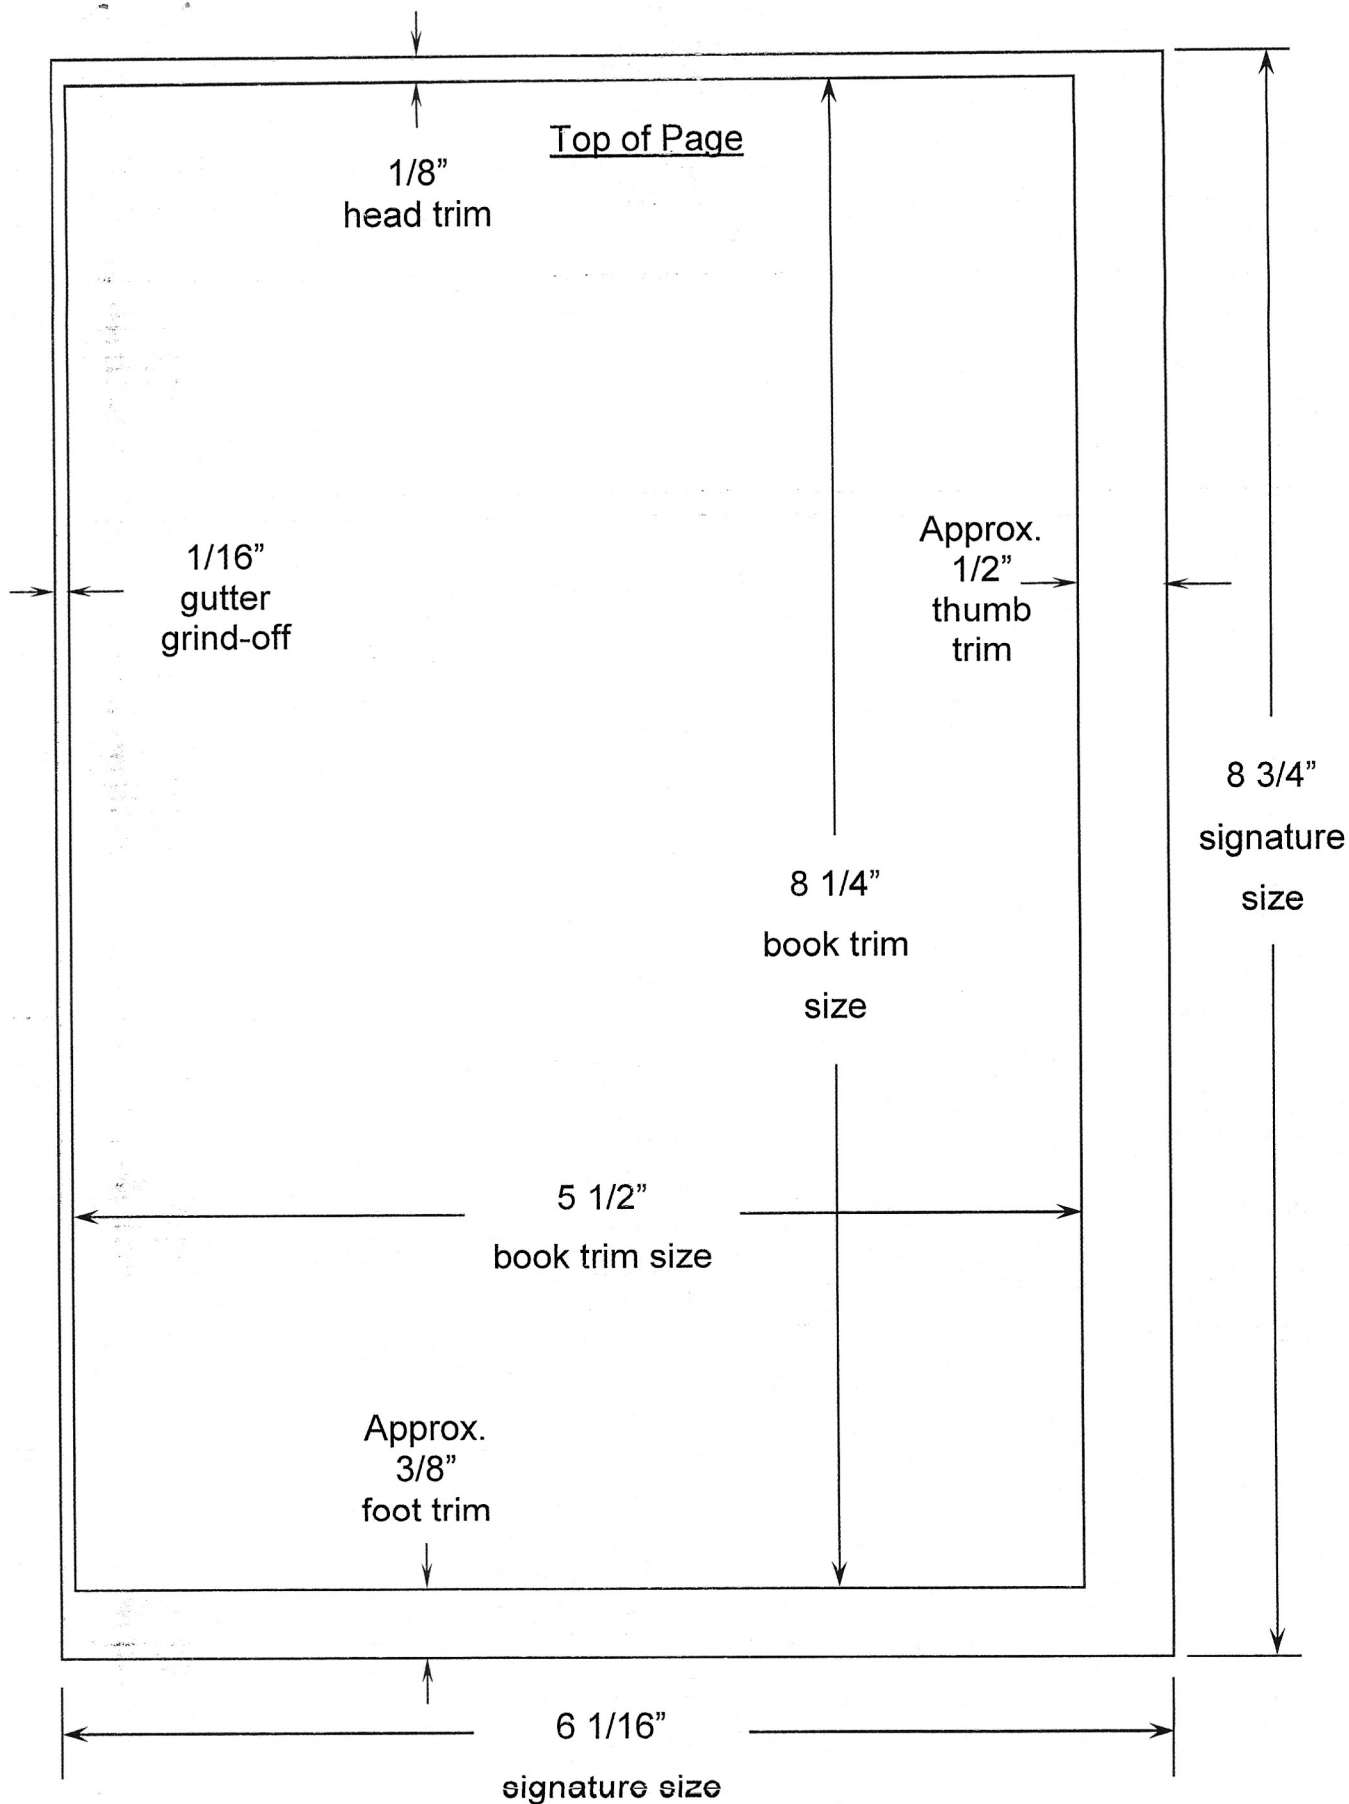 Top of Page
1/8”
head trim
1/16”
gutter
grind-off
Approx.
1/2”
thumb
trim
8 3/4”
signature
size
8 1/4”
book trim
size
5 1/2”
book trim size
Approx.
3/8”
foot trim
6 1/16”
signature size